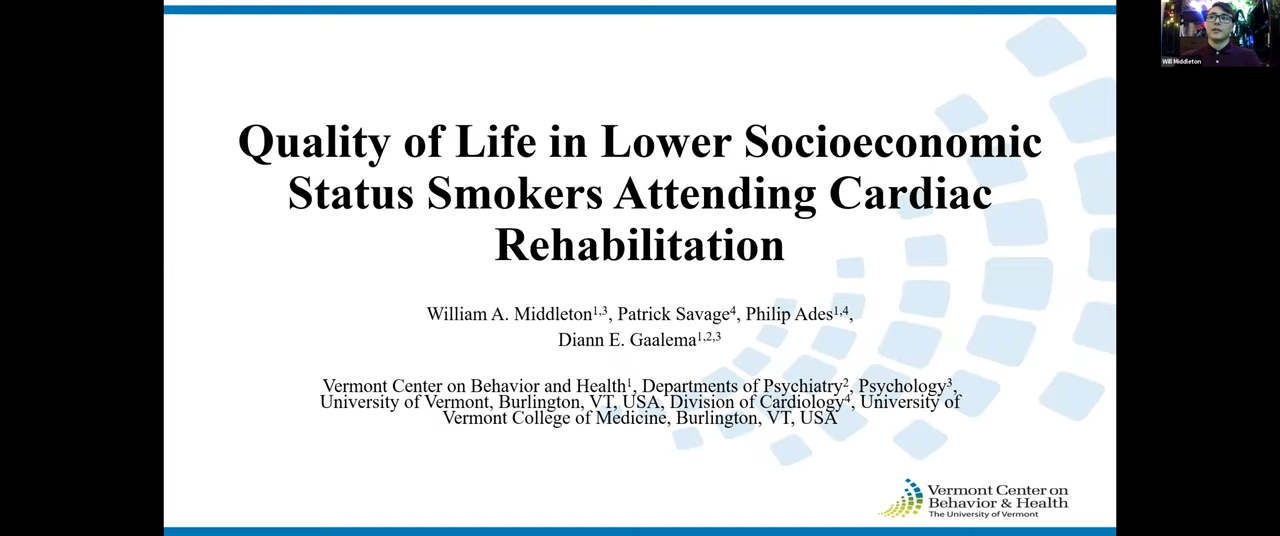 Quality of Life in Lower Socioeconomic
Status Smokers Attending Cardiac
Rehabilitation
William A. Middleton¹,³, Patrick Savage⁴, Philip Ades¹,⁴,
Diann E. Gaalema¹,²,³
Vermont Center on Behavior and Health¹, Departments of Psychiatry², Psychology³,
University of Vermont, Burlington, VT, USA, Division of Cardiology⁴, University of
Vermont College of Medicine, Burlington, VT, USA
Vermont Center on
Behavior & Health
The University of Vermont
Will Middleton